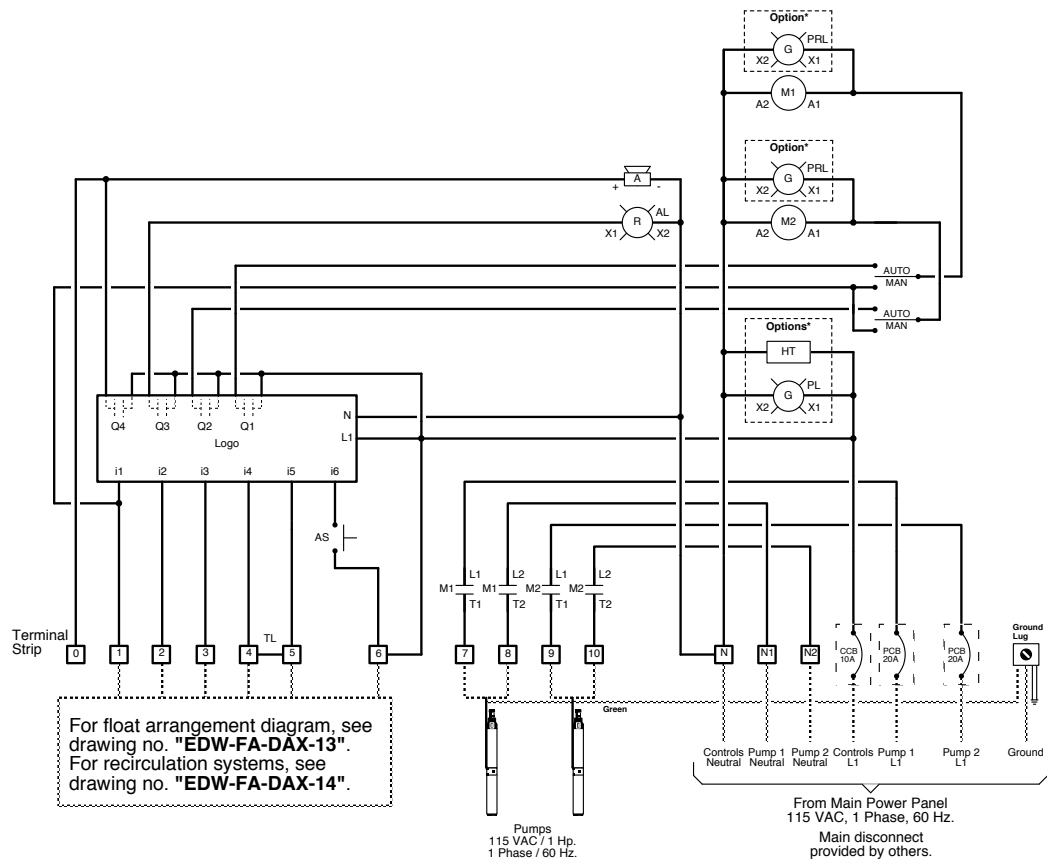 Option*
G
PRL
X2
X1
M1
A2
A1
Option*
G
PRL
X2
X1
M2
A2
A1
A
+
-
R
AL
X1
X2
AUTO
MAN
AUTO
MAN
Options*
HT
G
PL
X2
X1
Q4
Q3
Q2
Q1
N
Logo
L1
i1
i2
i3
i4
i5
i6
AS
M1
L1
T1
M1
L2
T2
M2
L1
T1
M2
L2
T2
Terminal
Strip
0
1
2
3
4
TL
5
6
7
8
9
10
N
N1
N2
CCB
10A
PCB
20A
PCB
20A
Ground
Lug
Green
For float arrangement diagram, see
drawing no. "EDW-FA-DAX-13".
For recirculation systems, see
drawing no. "EDW-FA-DAX-14".
Controls
Neutral
Pump 1
Neutral
Pump 2
Neutral
Controls
L1
Pump 1
L1
Pump 2
L1
Ground
From Main Power Panel
115 VAC, 1 Phase, 60 Hz.
Main disconnect
provided by others.
Pumps
115 VAC / 1 Hp.
1 Phase / 60 Hz.